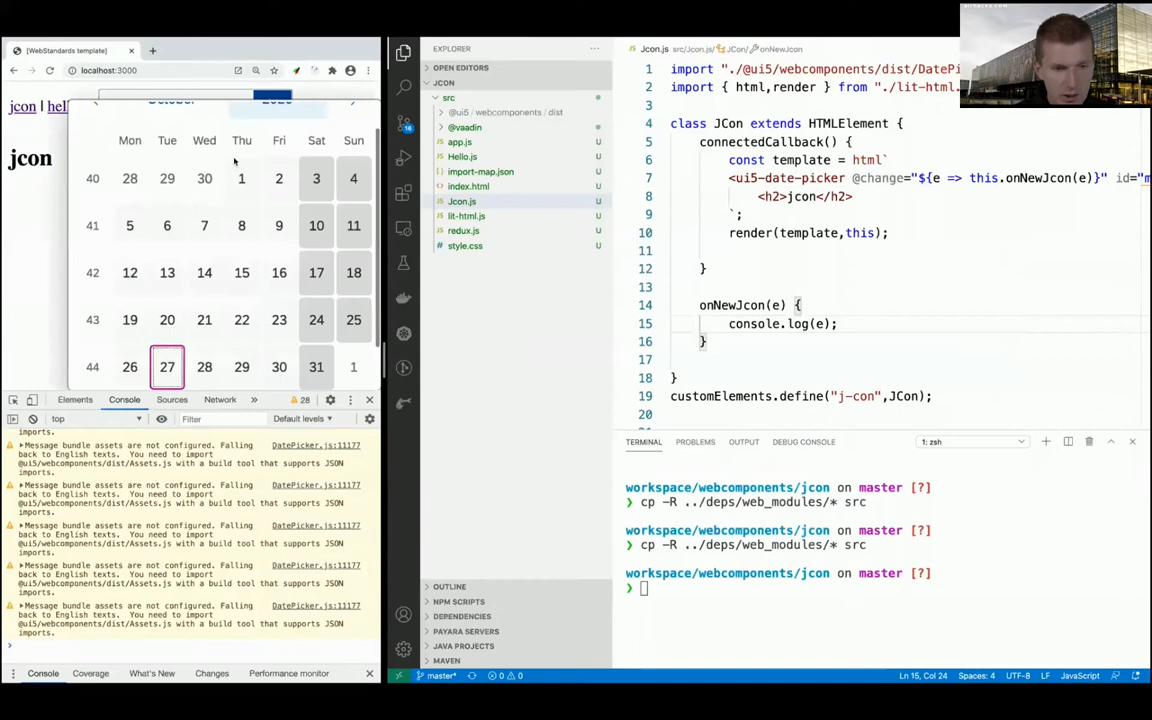 [WebStandards template]
localhost:3000
jcon | hell
October
jcon
Mon Tue Wed Thu Fri Sat Sun
40 28 29 30 1 2 3 4
41 5 6 7 8 9 10 11
42 12 13 14 15 16 17 18
43 19 20 21 22 23 24 25
44 26 27 28 29 30 31 1
Elements Console Sources Network 28
top Filter Default levels
imports.
Message bundle assets are not configured. Falling DatePicker.js:11177
back to English texts. You need to import
@ui5/webcomponents/dist/Assets.js with a build tool that supports JSON
imports.
Message bundle assets are not configured. Falling DatePicker.js:11177
back to English texts. You need to import
@ui5/webcomponents/dist/Assets.js with a build tool that supports JSON
imports.
Message bundle assets are not configured. Falling DatePicker.js:11177
back to English texts. You need to import
@ui5/webcomponents/dist/Assets.js with a build tool that supports JSON
imports.
Message bundle assets are not configured. Falling DatePicker.js:11177
back to English texts. You need to import
@ui5/webcomponents/dist/Assets.js with a build tool that supports JSON
imports.
Message bundle assets are not configured. Falling DatePicker.js:11177
back to English texts. You need to import
@ui5/webcomponents/dist/Assets.js with a build tool that supports JSON
imports.
Console Coverage What's New Changes Performance monitor
EXPLORER
OPEN EDITORS
JCON
src
@ui5 / webcomponents / dist
@vaadin
app.js U
Hello.js U
import-map.json U
index.html U
Jcon.js U
lit-html.js U
redux.js U
style.css U
OUTLINE
NPM SCRIPTS
DEPENDENCIES
PAYARA SERVERS
JAVA PROJECTS
MAVEN
16
Jcon.js src/Jcon.js/ JCon/ onNewJcon
1 import "./@ui5/webcomponents/dist/DatePi
2 import { html,render } from "./lit-html.
3
4 class JCon extends HTMLElement {
5 connectedCallback() {
6 const template = html`
7 <ui5-date-picker @change="${e => this.onNewJcon(e)}" id="m
8 <h2>jcon</h2>
9 `;
10 render(template,this);
11
12 }
13
14 onNewJcon(e) {
15 console.log(e);
16 }
17
18 }
19 customElements.define("j-con",JCon);
20
TERMINAL PROBLEMS OUTPUT DEBUG CONSOLE 1: zsh
workspace/webcomponents/jcon on master [?]
❯ cp -R ../deps/web_modules/* src
workspace/webcomponents/jcon on master [?]
❯ cp -R ../deps/web_modules/* src
workspace/webcomponents/jcon on master [?]
❯
master* 0 0 Ln 15, Col 24 Spaces: 4 UTF-8 LF JavaScript